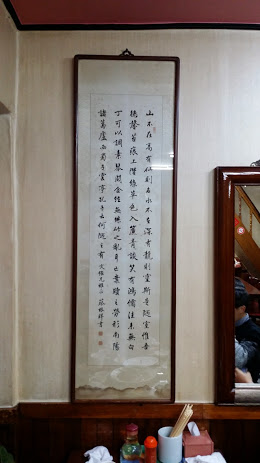 山不在高有仙則名水不在深有龍則靈斯是陋室惟吾
德馨苔痕上階綠草色入簾青談笑有鴻儒往來無白
丁可以調素琴閱金經無絲竹之亂耳無案牘之勞形南陽
諸葛廬西蜀子雲亭孔子云何陋之有